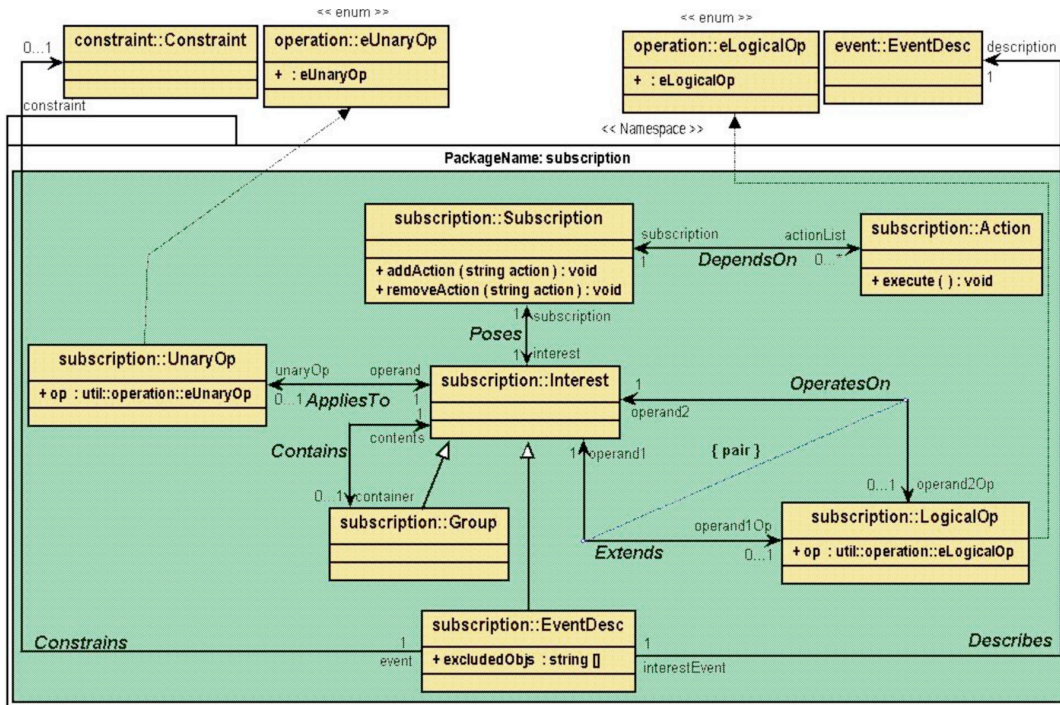 << enum >>
<< enum >>
constraint::Constraint
operation::eUnaryOp
+ : eUnaryOp
operation::eLogicalOp
+ : eLogicalOp
event::EventDesc
description
1
0...1
constraint
<< Namespace >>
PackageName: subscription
subscription::Subscription
+ addAction ( string action ) : void
+ removeAction ( string action ) : void
subscription
1
actionList
0...*
DependsOn
subscription::Action
+ execute ( ) : void
1
subscription
Poses
1
interest
subscription::UnaryOp
+ op : util::operation::eUnaryOp
unaryOp
operand
0...1
AppliesTo
1
subscription::Interest
1
operand2
OperatesOn
1
contents
Contains
0...1
container
1
operand1
{ pair }
0...1
operand2Op
subscription::Group
subscription::LogicalOp
+ op : util::operation::eLogicalOp
operand1Op
Extends
0...1
subscription::EventDesc
+ excludedObjs : string []
Constrains
1
event
1
interestEvent
Describes